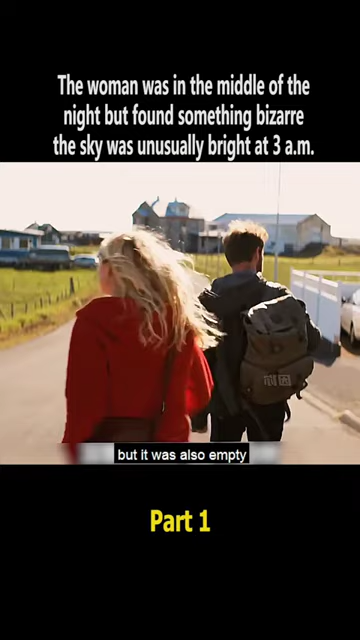 The woman was in the middle of the
night but found something bizarre
the sky was unusually bright at 3 a.m.
but it was also empty
Part 1